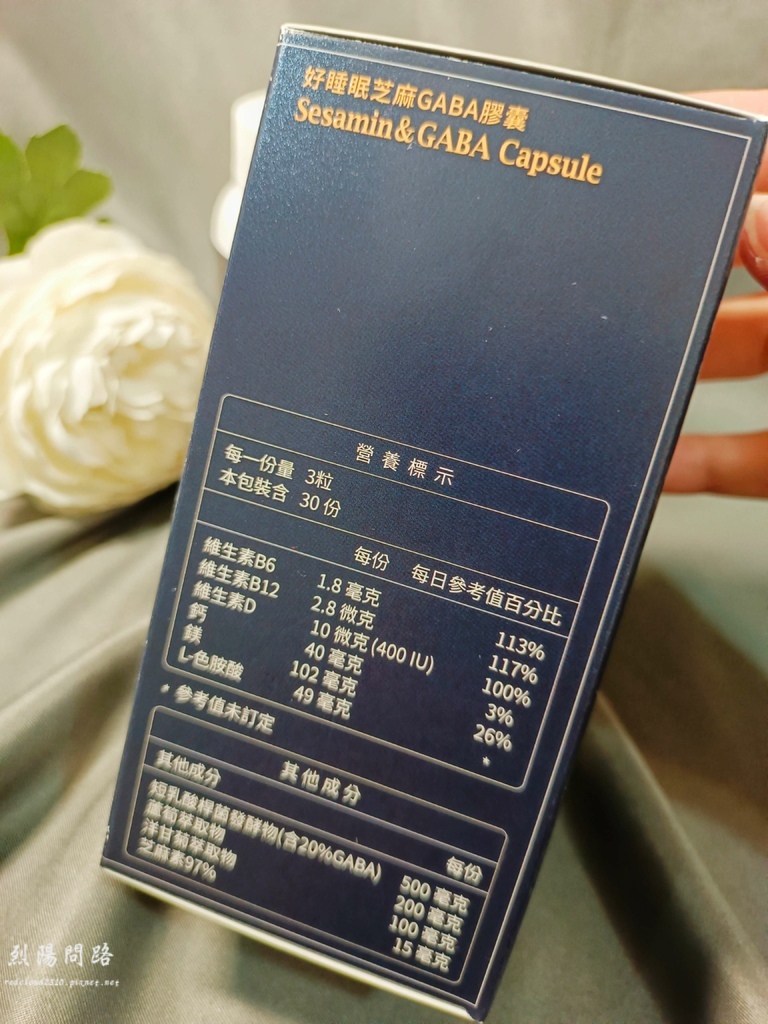 好睡眠芝麻GABA膠囊
Sesamin&GABA Capsule
營養標示
每一份量 3粒
本包裝含 30 份
每份 每日參考值百分比
維生素B6 1.8 毫克 113%
維生素B12 2.8 微克 117%
維生素D 10 微克 (400 IU) 100%
鈣 40 毫克 3%
鎂 102 毫克 26%
L-色胺酸 49 毫克 *
* 參考值未訂定
其他成分
其他成分 每份
短乳酸桿菌發酵物(含20%GABA) 500 毫克
葡萄萃取物 200 毫克
洋甘菊萃取物 100 毫克
芝麻素97% 15 毫克
烈陽問路
redcloud2810.pixnet.net